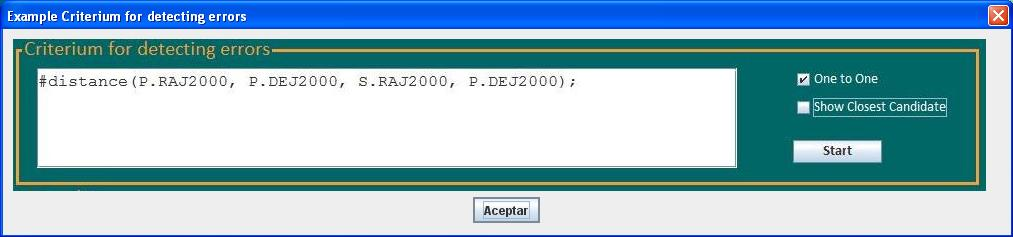 Example Criterium for detecting errors
Criterium for detecting errors
#distance(P.RAJ2000, P.DEJ2000, S.RAJ2000, P.DEJ2000);
One to One
Show Closest Candidate
Start
Aceptar